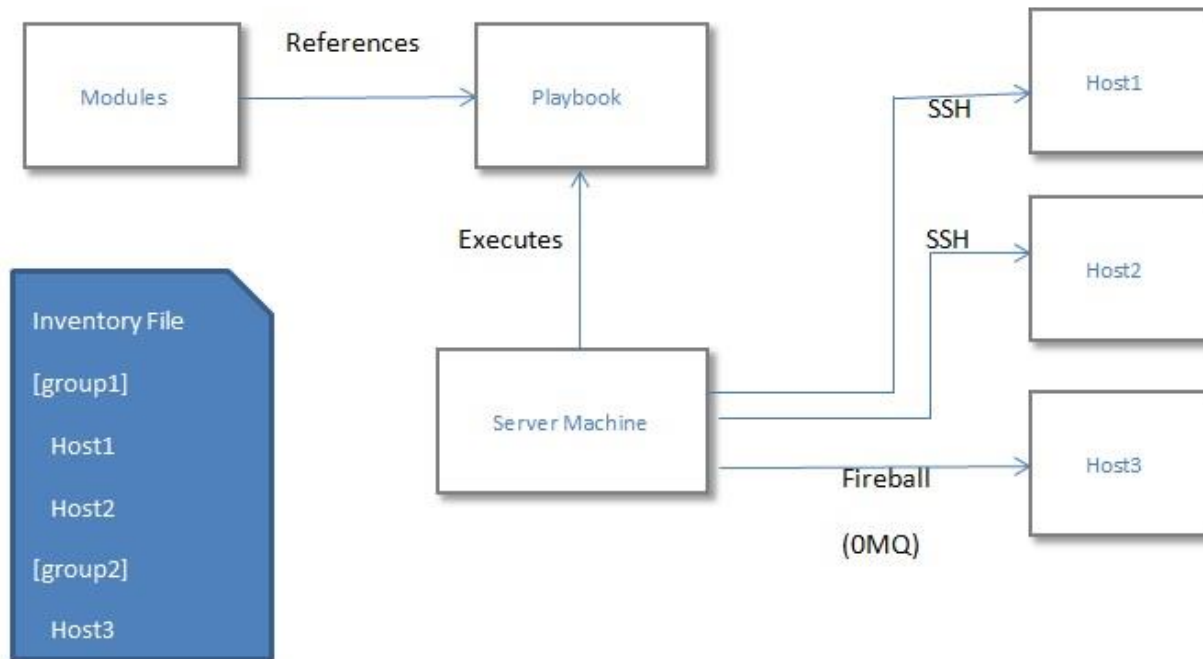 References
Modules
Playbook
Host1
SSH
Executes
SSH
Host2
Inventory File
[group1]
Host1
Host2
[group2]
Host3
Server Machine
Host3
Fireball
(0MQ)